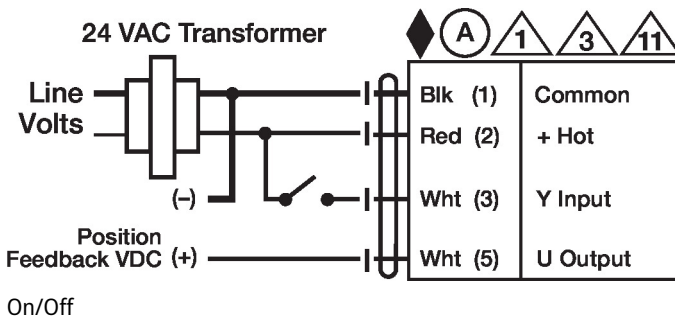 24 VAC Transformer
A 1 3 11
Line
Volts
Blk (1) Common
Red (2) + Hot
(–)
Wht (3) Y Input
Position
Feedback VDC (+)
Wht (5) U Output
On/Off